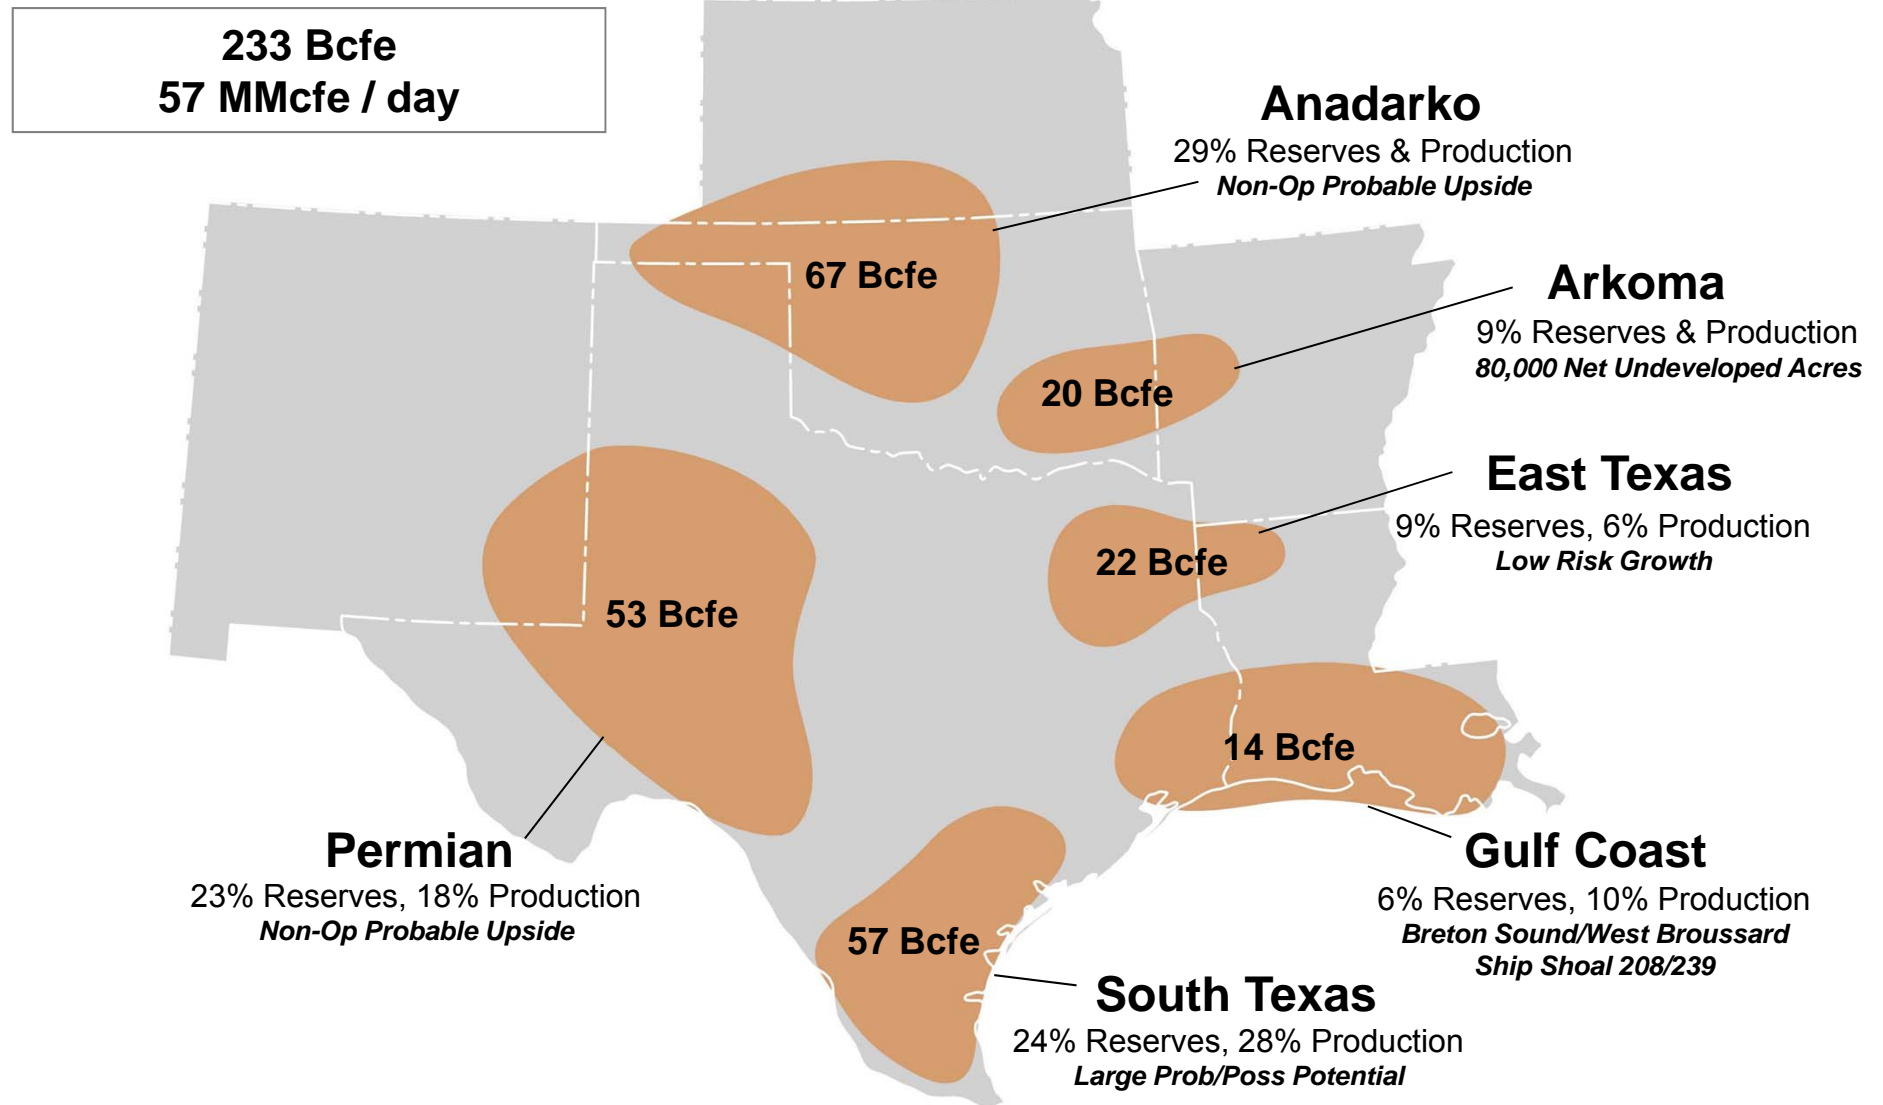 233 Bcfe
57 MMcfe / day
Anadarko
29% Reserves & Production
Non-Op Probable Upside
67 Bcfe
Arkoma
9% Reserves & Production
80,000 Net Undeveloped Acres
20 Bcfe
East Texas
9% Reserves, 6% Production
Low Risk Growth
22 Bcfe
53 Bcfe
14 Bcfe
Permian
23% Reserves, 18% Production
Non-Op Probable Upside
Gulf Coast
6% Reserves, 10% Production
Breton Sound/West Broussard
Ship Shoal 208/239
57 Bcfe
South Texas
24% Reserves, 28% Production
Large Prob/Poss Potential